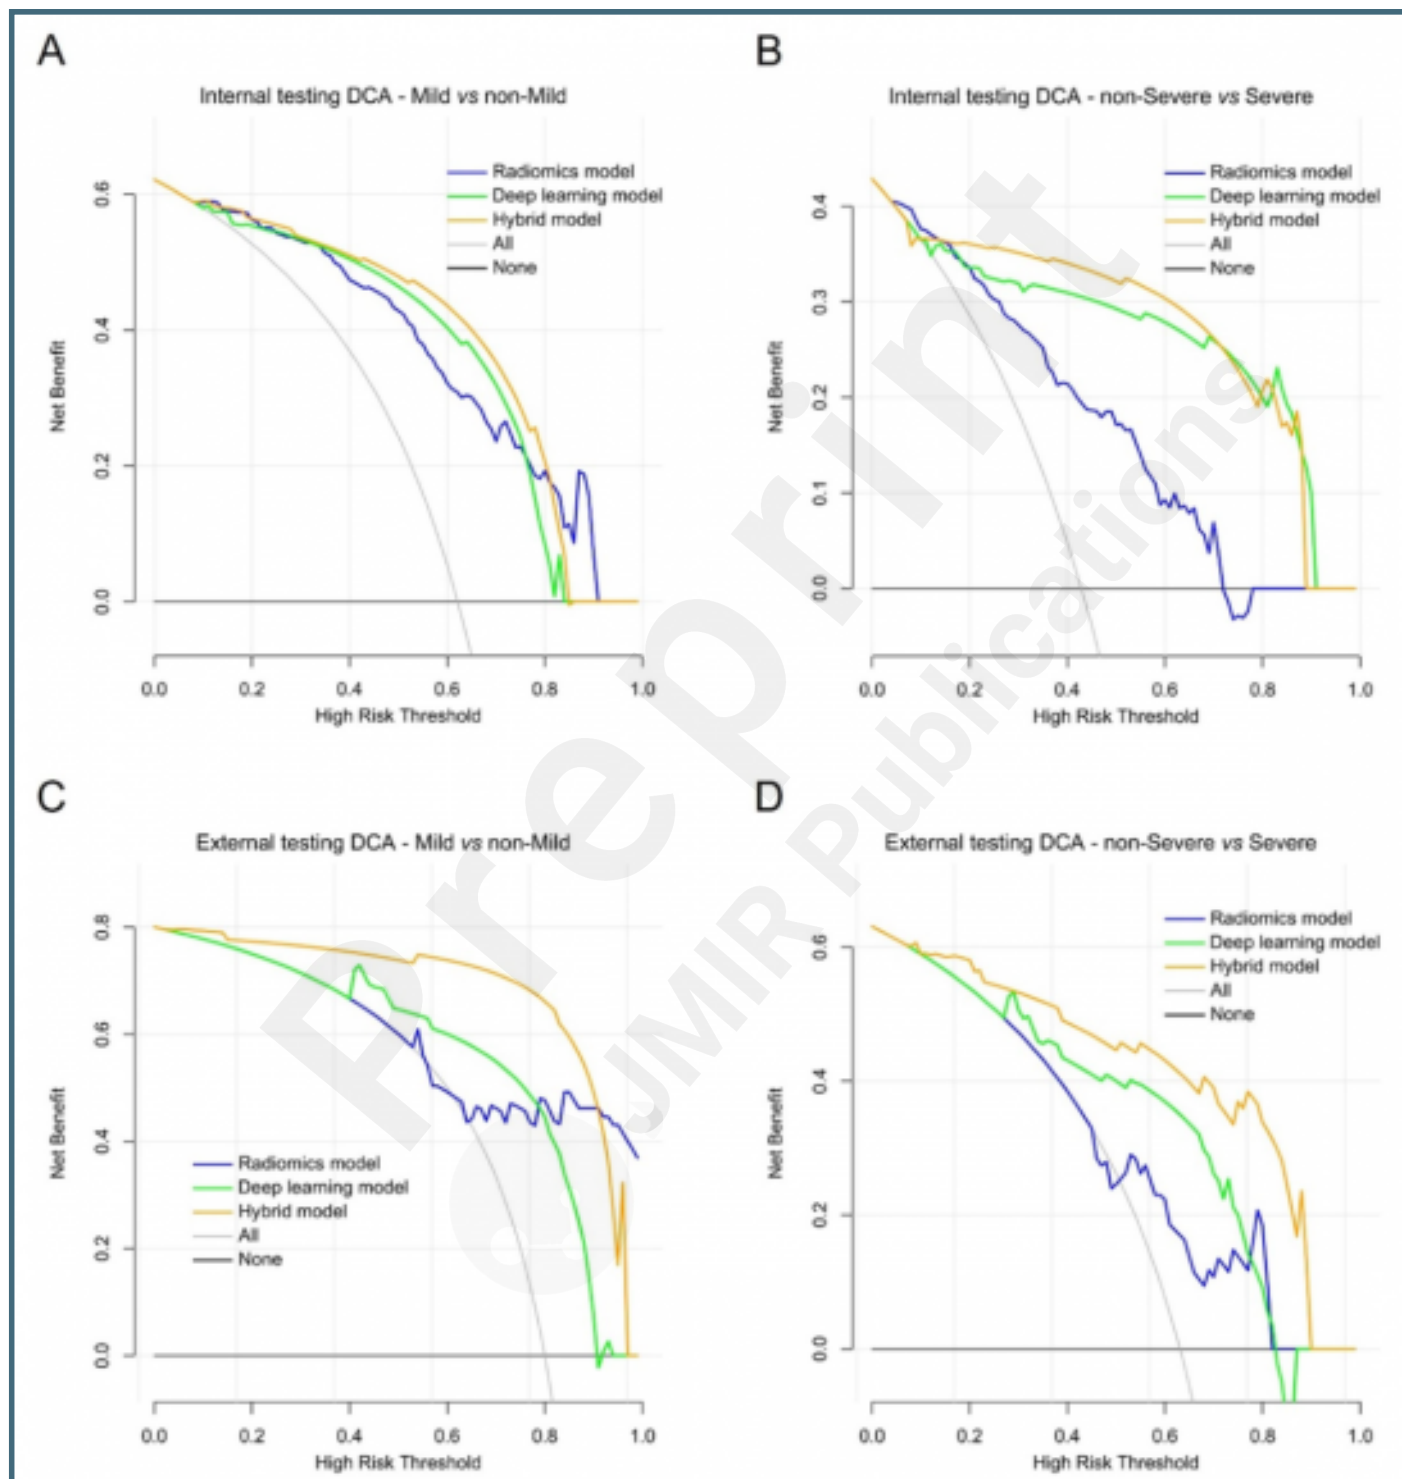 A
Internal testing DCA - Mild vs non-Mild
Radiomics model
Deep learning model
Hybrid model
All
None
Net Benefit
0.6
0.4
0.2
0.0
0.0 0.2 0.4 0.6 0.8 1.0
High Risk Threshold
B
Internal testing DCA - non-Severe vs Severe
Radiomics model
Deep learning model
Hybrid model
All
None
Net Benefit
0.4
0.3
0.2
0.1
0.0
0.0 0.2 0.4 0.6 0.8 1.0
High Risk Threshold
C
External testing DCA - Mild vs non-Mild
Net Benefit
0.8
0.6
0.4
0.2
0.0
Radiomics model
Deep learning model
Hybrid model
All
None
0.0 0.2 0.4 0.6 0.8 1.0
High Risk Threshold
D
External testing DCA - non-Severe vs Severe
Radiomics model
Deep learning model
Hybrid model
All
None
Net Benefit
0.6
0.4
0.2
0.0
0.0 0.2 0.4 0.6 0.8 1.0
High Risk Threshold
Preprint
JMIR Publications